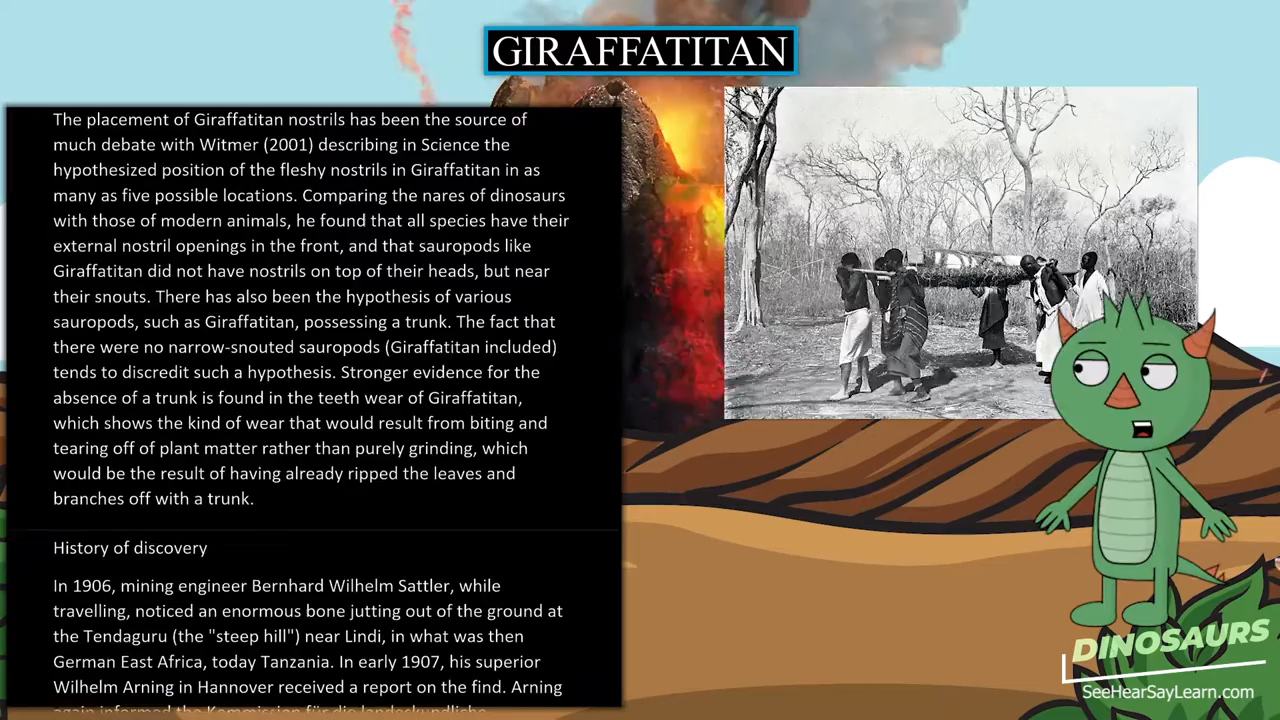 GIRAFFATITAN
The placement of Giraffatitan nostrils has been the source of
much debate with Witmer (2001) describing in Science the
hypothesized position of the fleshy nostrils in Giraffatitan in as
many as five possible locations. Comparing the nares of dinosaurs
with those of modern animals, he found that all species have their
external nostril openings in the front, and that sauropods like
Giraffatitan did not have nostrils on top of their heads, but near
their snouts. There has also been the hypothesis of various
sauropods, such as Giraffatitan, possessing a trunk. The fact that
there were no narrow-snouted sauropods (Giraffatitan included)
tends to discredit such a hypothesis. Stronger evidence for the
absence of a trunk is found in the teeth wear of Giraffatitan,
which shows the kind of wear that would result from biting and
tearing off of plant matter rather than purely grinding, which
would be the result of having already ripped the leaves and
branches off with a trunk.
History of discovery
In 1906, mining engineer Bernhard Wilhelm Sattler, while
travelling, noticed an enormous bone jutting out of the ground at
the Tendaguru (the "steep hill") near Lindi, in what was then
German East Africa, today Tanzania. In early 1907, his superior
Wilhelm Arning in Hannover received a report on the find. Arning
again informed the Kommission für die landeskundliche
DINOSAURS
SeeHearSayLearn.com